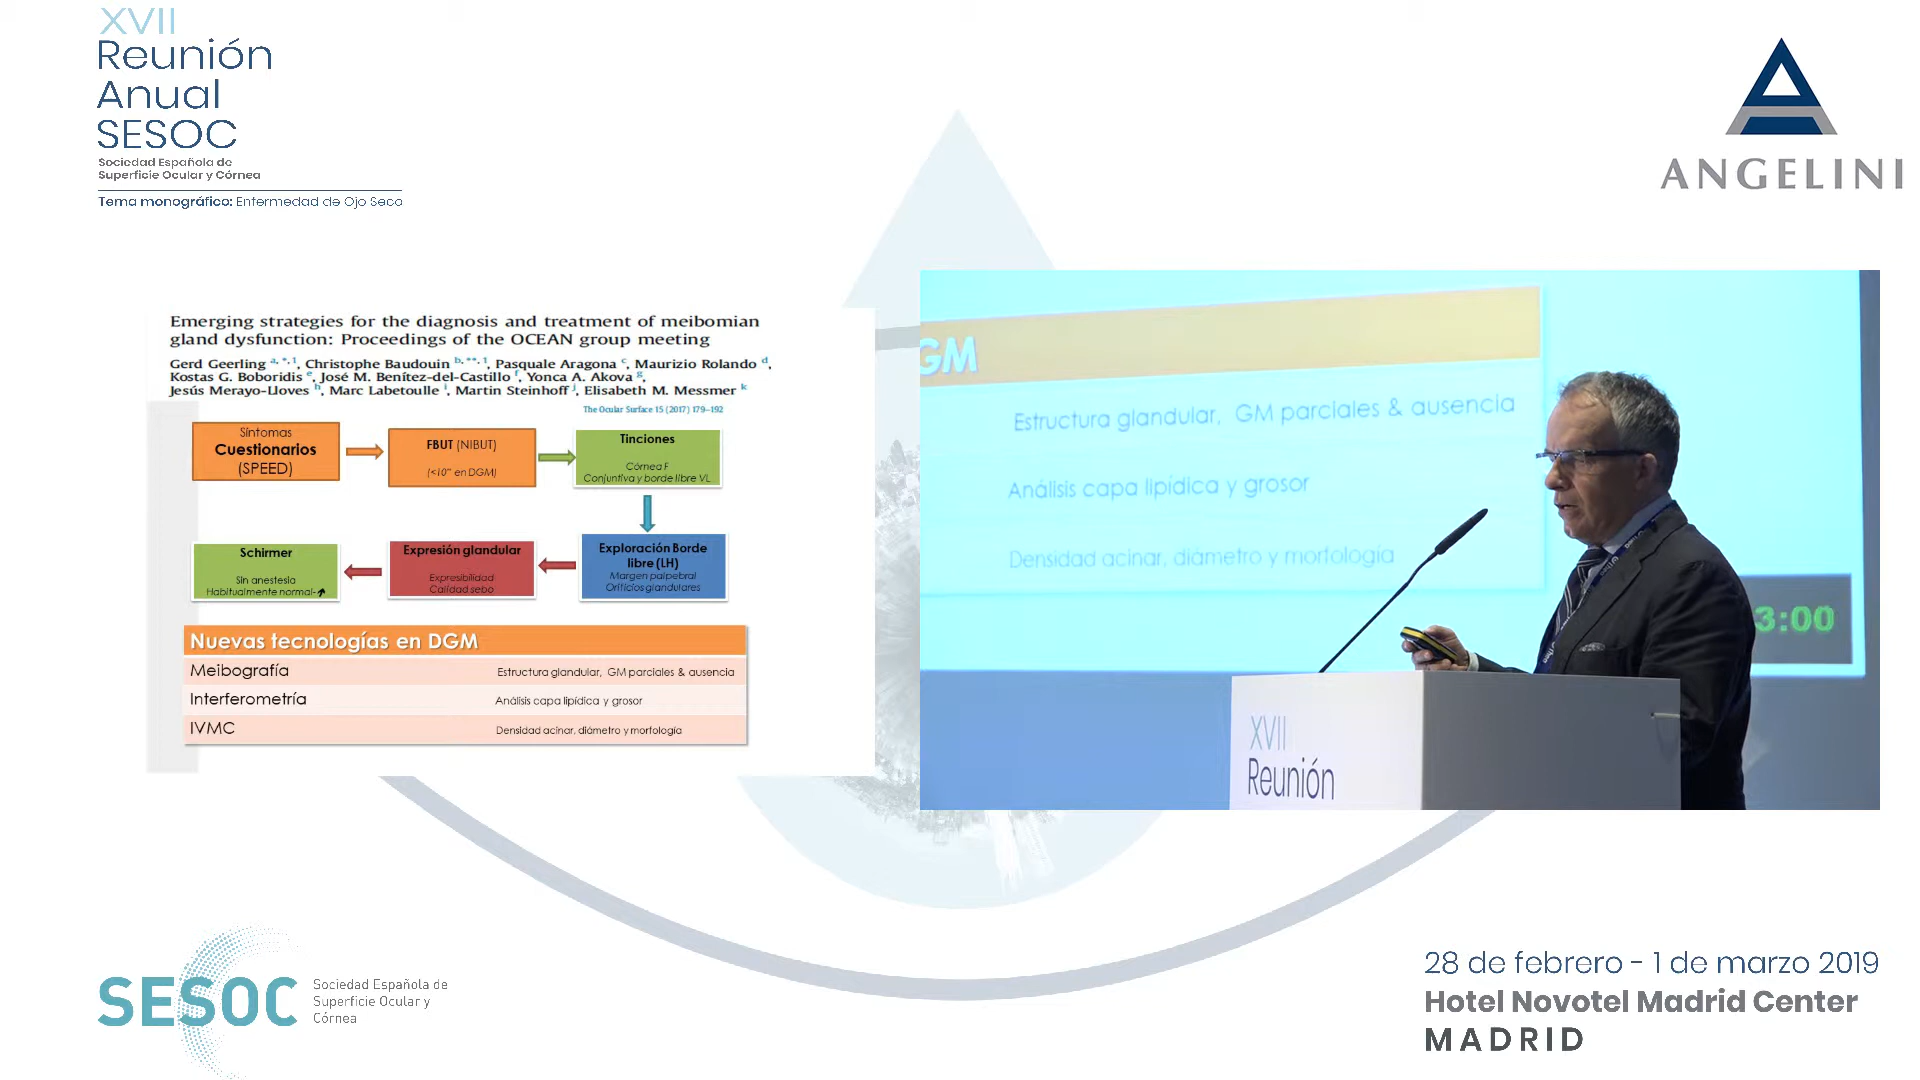 XVII
Reunión
Anual
SESOC
Sociedad Española de
Superficie Ocular y Córnea
Tema monográfico: Enfermedad de Ojo Seco
ANGELINI
Emerging strategies for the diagnosis and treatment of meibomian
gland dysfunction: Proceedings of the OCEAN group meeting
Gerd Geerling a, *, 1, Christophe Baudouin b, **, 1, Pasquale Aragona c, Maurizio Rolando d,
Kostas G. Boboridis e, José M. Benítez-del-Castillo f, Yonca A. Akova g,
Jesús Merayo-Lloves h, Marc Labetoulle i, Martin Steinhoff j, Elisabeth M. Messmer k
The Ocular Surface 15 (2017) 179–192
Síntomas
Cuestionarios
(SPEED)
FBUT (NIBUT)
(<10" en DGM)
Tinciones
Córnea F
Conjuntiva y borde libre VL
Schirmer
Sin anestesia
Habitualmente normal-
Expresión glandular
Expresibilidad
Calidad sebo
Exploración Borde
libre (LH)
Margen palpebral
Orificios glandulares
Nuevas tecnologías en DGM
Meibografía Estructura glandular, GM parciales & ausencia
Interferometría Análisis capa lipídica y grosor
IVMC Densidad acinar, diámetro y morfología
GM
Estructura glandular, GM parciales & ausencia
Análisis capa lipídica y grosor
Densidad acinar, diámetro y morfología
3:00
XVII
Reunión
SESOC
Sociedad Española de
Superficie Ocular y
Córnea
28 de febrero - 1 de marzo 2019
Hotel Novotel Madrid Center
MADRID